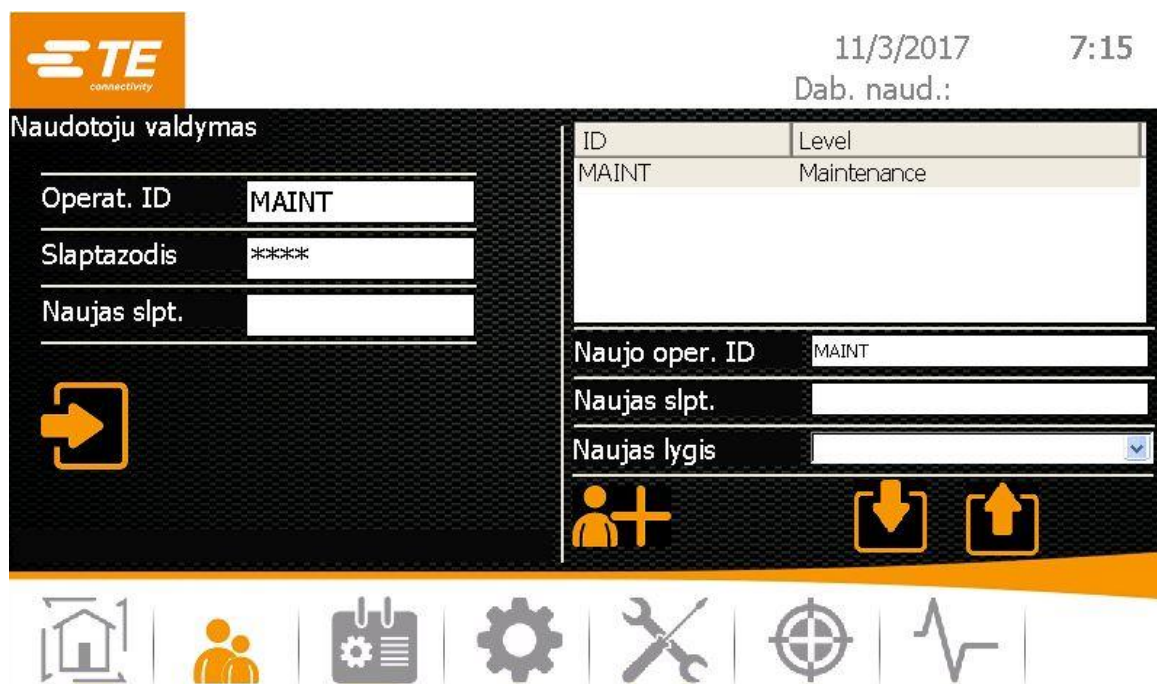 TE
connectivity
11/3/2017 7:15
Dab. naud.:
Naudotoju valdymas
Operat. ID MAINT
Slaptazodis ****
Naujas slpt.
ID Level
MAINT Maintenance
Naujo oper. ID MAINT
Naujas slpt.
Naujas lygis